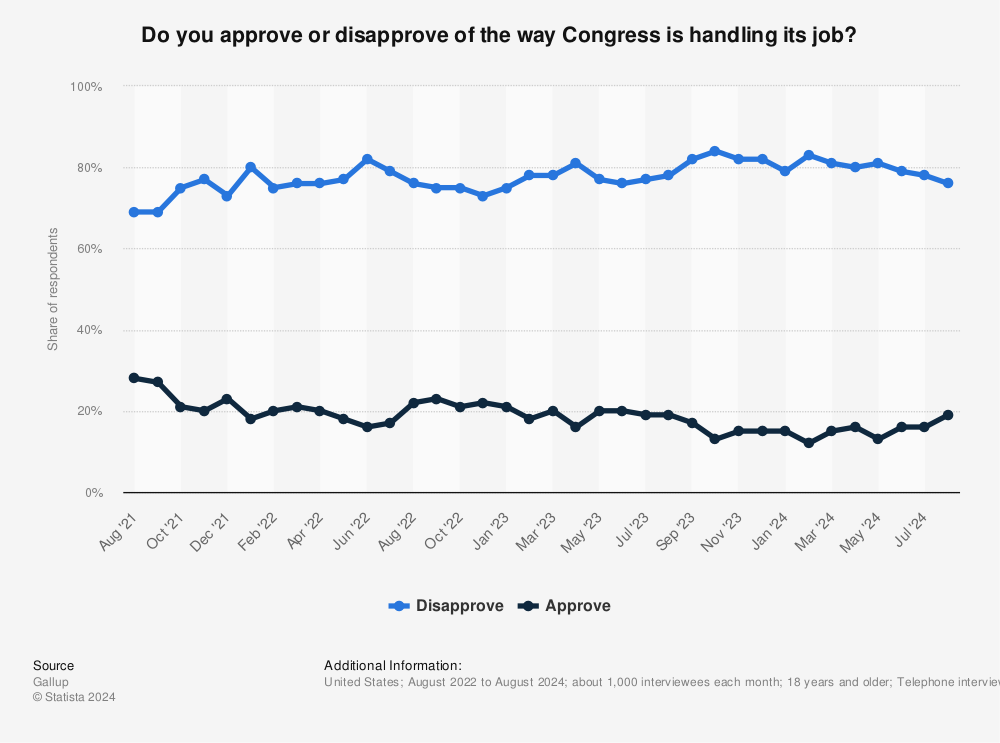 Do you approve or disapprove of the way Congress is handling its job?
100%
80%
60%
40%
20%
0%
Share of respondents
Aug '21
Oct '21
Dec '21
Feb '22
Apr '22
Jun '22
Aug '22
Oct '22
Jan '23
Mar '23
May '23
Jul '23
Sep '23
Nov '23
Jan '24
Mar '24
May '24
Jul '24
Disapprove Approve
Source
Gallup
© Statista 2024
Additional Information:
United States; August 2022 to August 2024; about 1,000 interviewees each month; 18 years and older; Telephone